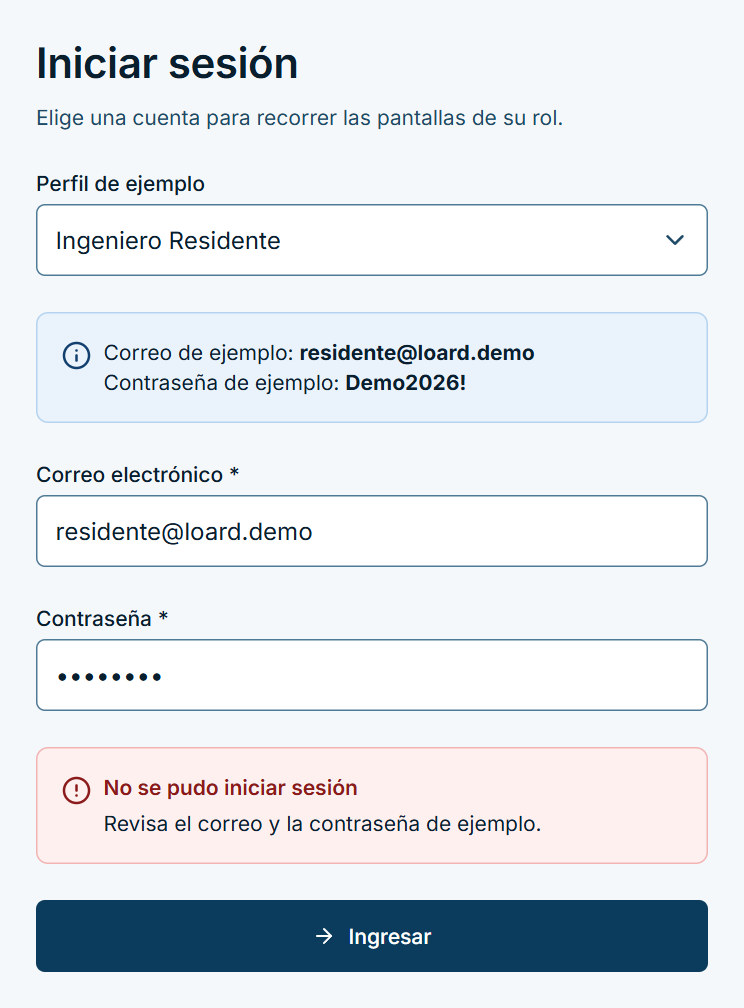 Iniciar sesión
Elige una cuenta para recorrer las pantallas de su rol.
Perfil de ejemplo
Ingeniero Residente
Correo de ejemplo: residente@loard.demo
Contraseña de ejemplo: Demo2026!
Correo electrónico *
residente@loard.demo
Contraseña *
••••••••
No se pudo iniciar sesión
Revisa el correo y la contraseña de ejemplo.
Ingresar